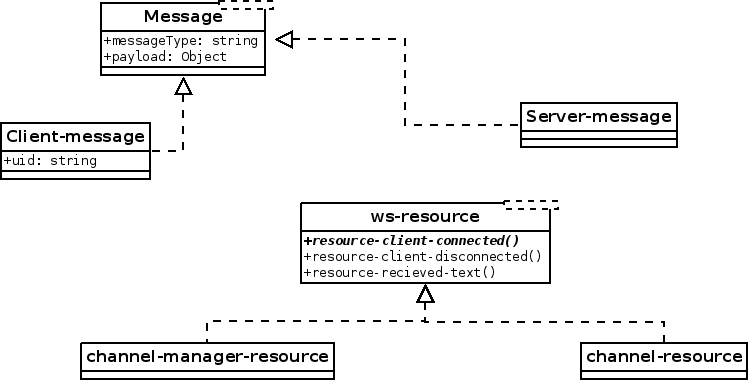 Message
+messageType: string
+payload: Object
Client-message
+uid: string
Server-message
ws-resource
+resource-client-connected()
+resource-client-disconnected()
+resource-recieved-text()
channel-manager-resource
channel-resource